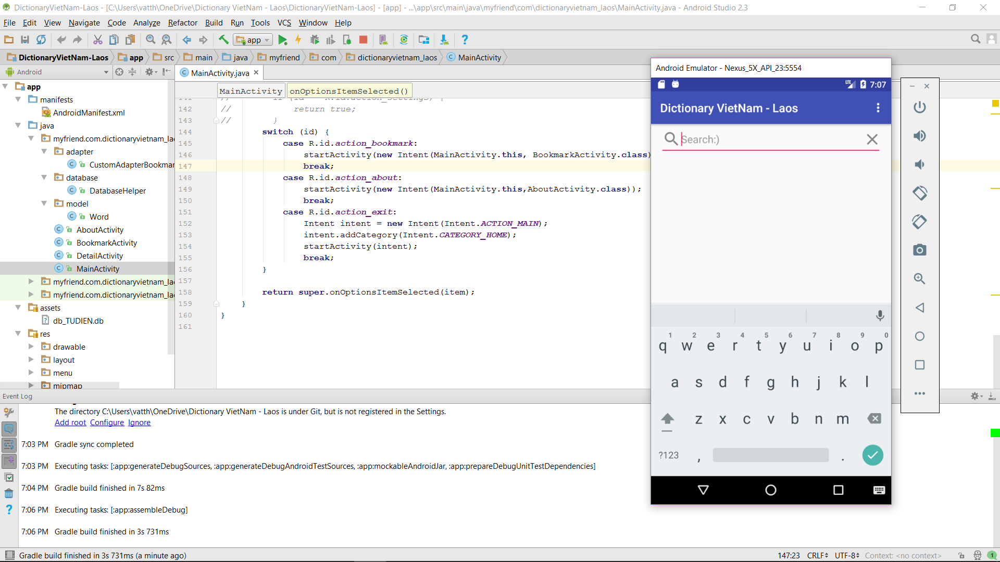 DictionaryVietNam-Laos - [C:\Users\vatth\OneDrive\Dictionary VietNam - Laos\DictionaryVietNam-Laos] - [app] - ...\app\src\main\java\myfriend\com\dictionaryvietnam_laos\MainActivity.java - Android Studio 2.3
File Edit View Navigate Code Analyze Refactor Build Run Tools VCS Window Help
app
DictionaryVietNam-Laos app src main java myfriend com dictionaryvietnam_laos MainActivity
Android
MainActivity.java
MainActivity onOptionsItemSelected()
app
manifests
AndroidManifest.xml
java
myfriend.com.dictionaryvietnam_la
adapter
CustomAdapterBookmar
database
DatabaseHelper
model
Word
AboutActivity
BookmarkActivity
DetailActivity
MainActivity
myfriend.com.dictionaryvietnam_la
myfriend.com.dictionaryvietnam_la
assets
db_TUDIEN.db
res
drawable
layout
menu
mipmap
142 // return true;
143 // }
144 switch (id) {
145 case R.id.action_bookmark:
146 startActivity(new Intent(MainActivity.this, BookmarkActivity.class)
147 break;
148 case R.id.action_about:
149 startActivity(new Intent(MainActivity.this,AboutActivity.class));
150 break;
151 case R.id.action_exit:
152 Intent intent = new Intent(Intent.ACTION_MAIN);
153 intent.addCategory(Intent.CATEGORY_HOME);
154 startActivity(intent);
155 break;
156 }
157
158 return super.onOptionsItemSelected(item);
159 }
160 }
161
Android Emulator - Nexus_5X_API_23:5554
LTE 7:07
Dictionary VietNam - Laos
Search:)
1 2 3 4 5 6 7 8 9 0
q w e r t y u i o p
a s d f g h j k l
z x c v b n m
?123 , .
Event Log
The directory C:\Users\vatth\OneDrive\Dictionary VietNam - Laos is under Git, but is not registered in the Settings.
Add root Configure Ignore
7:03 PM Gradle sync completed
7:03 PM Executing tasks: [:app:generateDebugSources, :app:generateDebugAndroidTestSources, :app:mockableAndroidJar, :app:prepareDebugUnitTestDependencies]
7:04 PM Gradle build finished in 7s 82ms
7:06 PM Executing tasks: [:app:assembleDebug]
7:06 PM Gradle build finished in 3s 731ms
Gradle build finished in 3s 731ms (a minute ago)
147:23 CRLF UTF-8 Context: <no context> 1